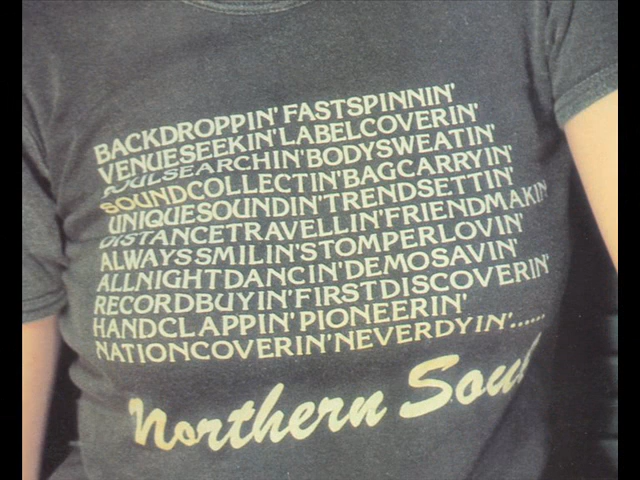 BACKDROPPIN' FASTSPINNIN'
VENUESEEKIN' LABELCOVERIN'
SOULSEARCHIN' BODYSWEATIN'
SOUNDCOLLECTIN' BAGCARRYIN'
UNIQUESOUNDIN' TRENDSETTIN'
DISTANCETRAVELLIN' FRIENDMAKIN'
ALWAYSSMILIN' STOMPERLOVIN'
ALLNIGHTDANCIN' DEMOSAVIN'
RECORDBUYIN' FIRSTDISCOVERIN'
HANDCLAPPIN' PIONEERIN'
NATIONCOVERIN' NEVERDYIN'......
Northern Soul